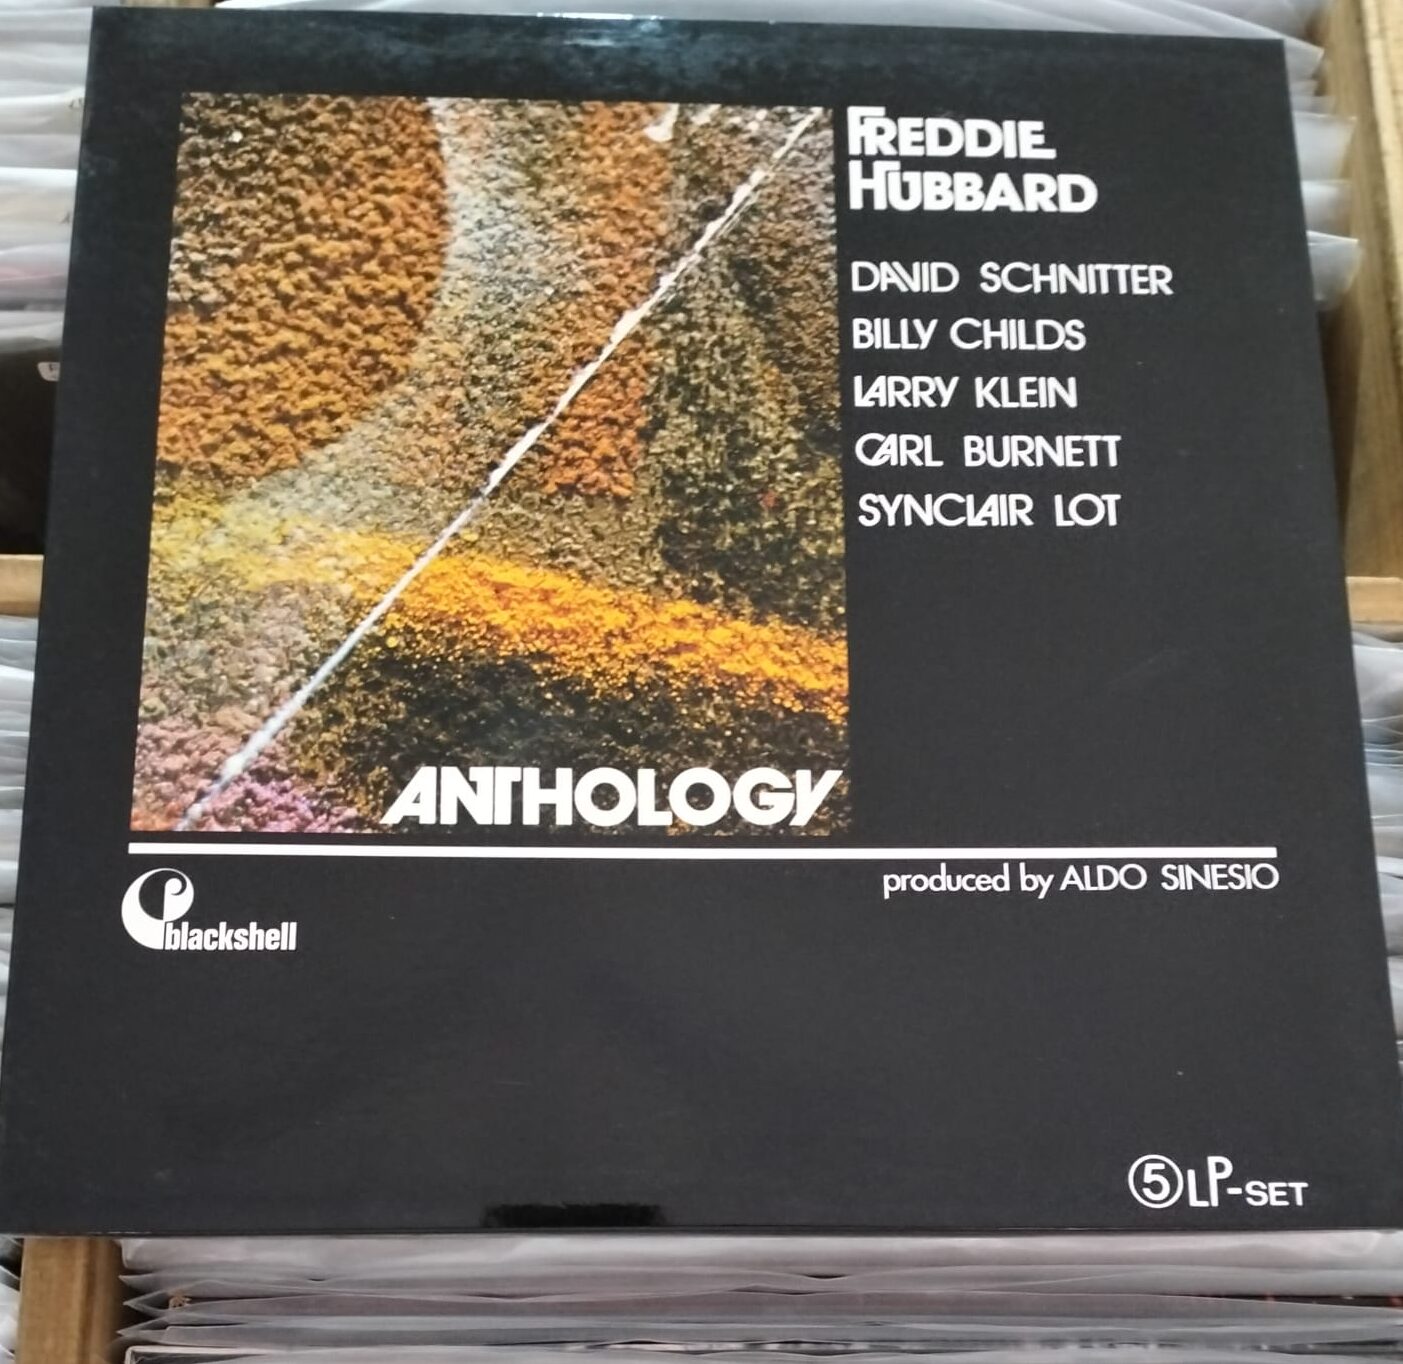 FREDDIE
HUBBARD
DAVID SCHNITTER
BILLY CHILDS
LARRY KLEIN
CARL BURNETT
SYNCLAIR LOT
ANTHOLOGY
produced by ALDO SINESIO
blackshell
5 LP-SET